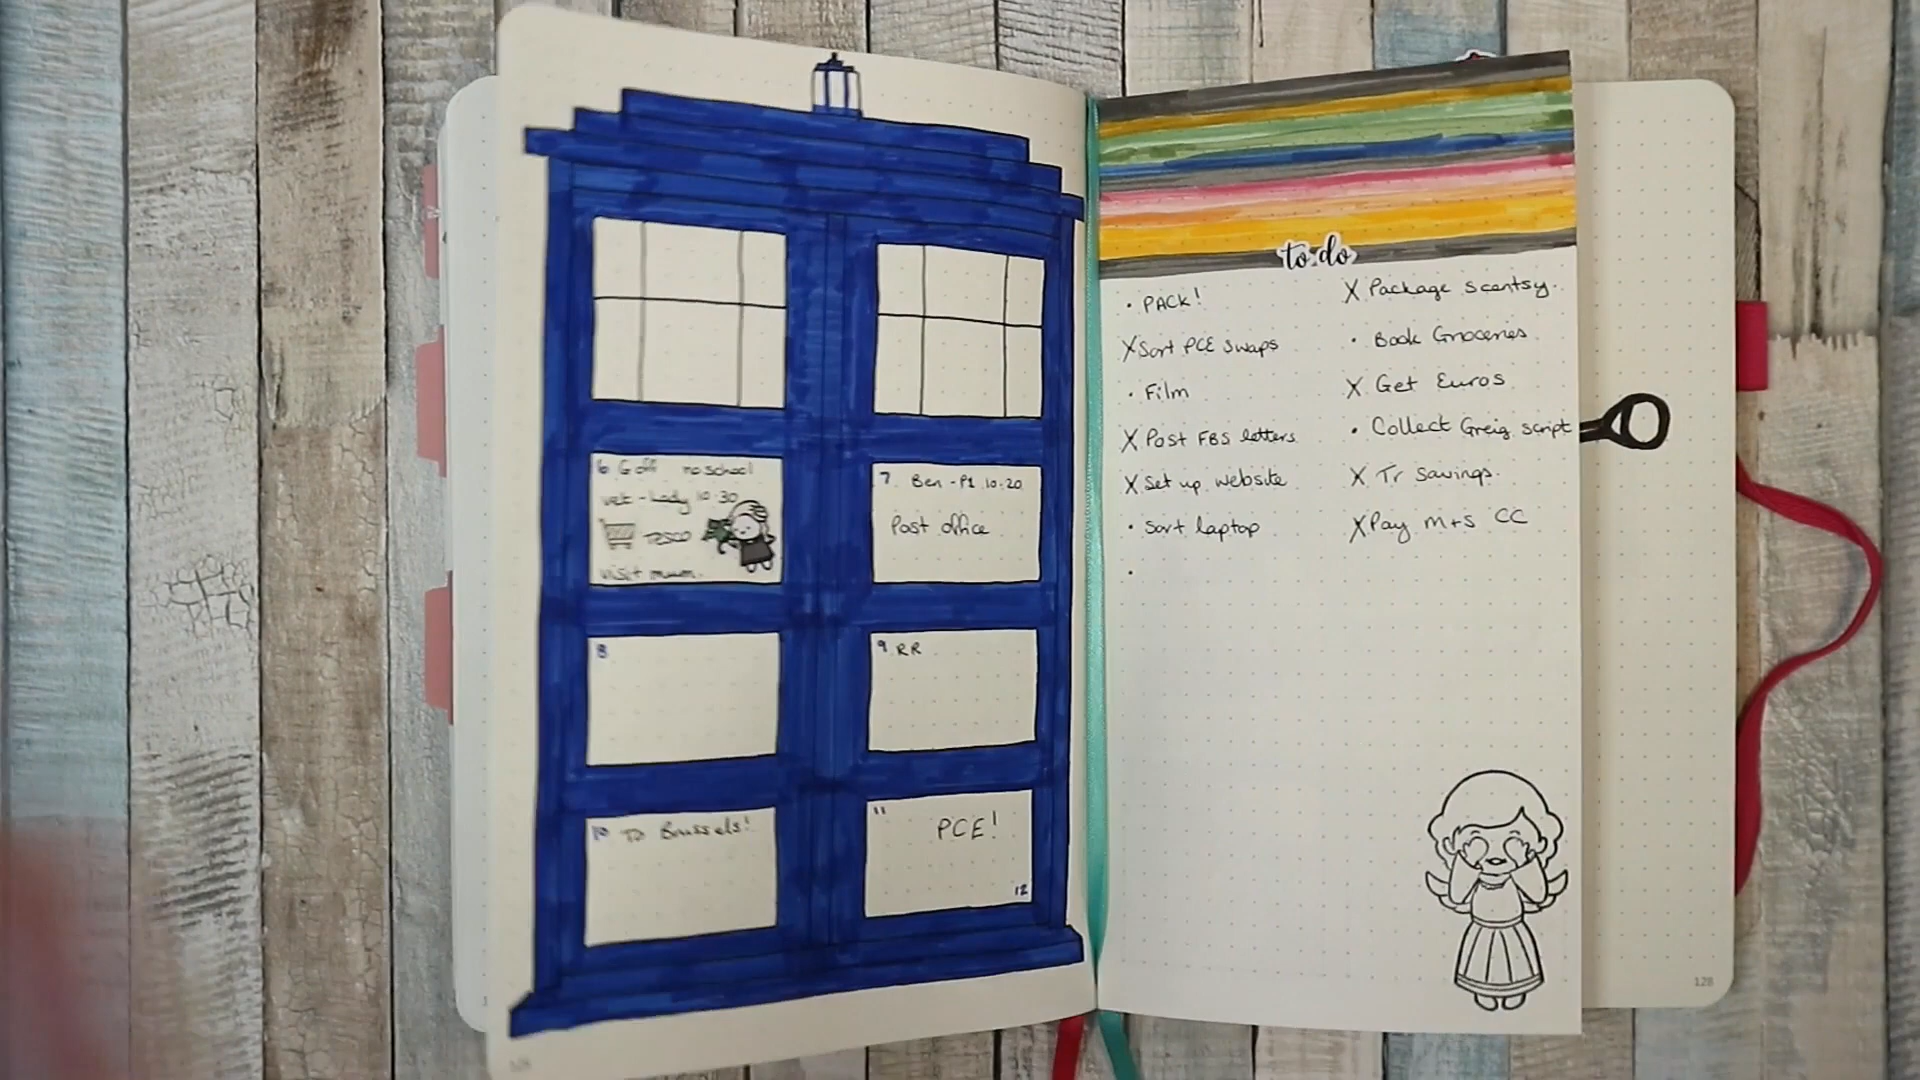 6 G off no school
vet - Lady 10:30
TESCO
visit mum.
7 Ben - P1 10:20
Post office
8
9 RR
10 To Brussels!
11
PCE!
12
to do
• PACK!
X Sort PCE swaps
• Film
X Post FBS letters
X Set up website
• Sort laptop
•
X Package scentsy.
• Book Groceries
X Get Euros
• Collect Greig script
X Tr Savings.
X Pay M+S CC
128